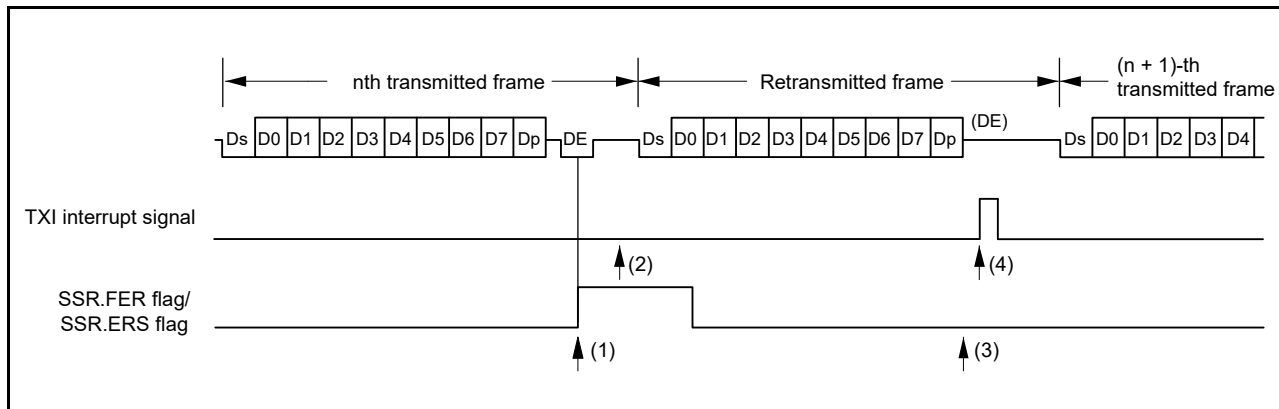 nth transmitted frame
Retransmitted frame
(n + 1)-th
transmitted frame
Ds D0 D1 D2 D3 D4 D5 D6 D7 Dp DE Ds D0 D1 D2 D3 D4 D5 D6 D7 Dp (DE) Ds D0 D1 D2 D3 D4
TXI interrupt signal
(2) (4)
SSR.FER flag/
SSR.ERS flag
(1) (3)